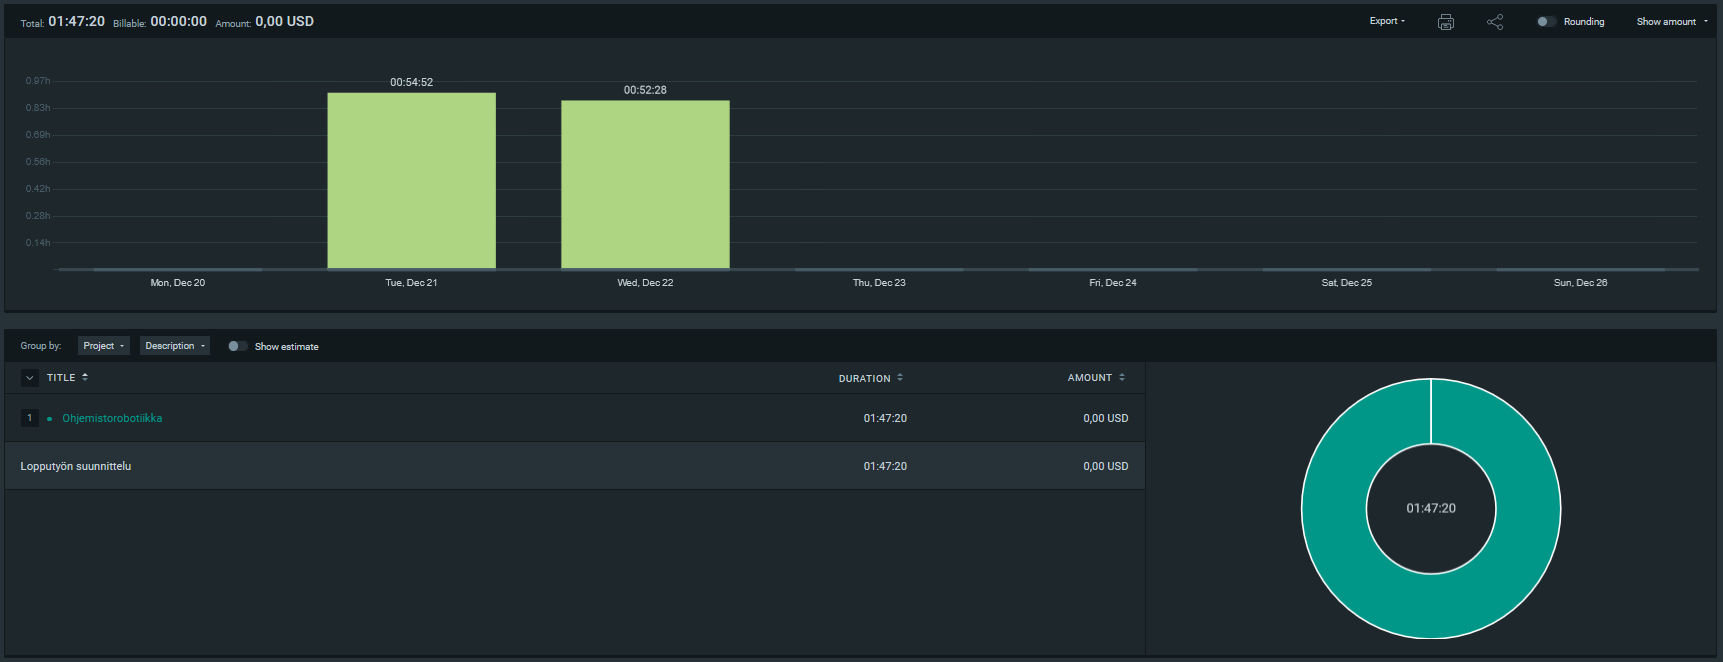 Total: 01:47:20 Billable: 00:00:00 Amount: 0,00 USD Export Rounding Show amount
00:54:52
00:52:28
0.97h
0.83h
0.69h
0.56h
0.42h
0.28h
0.14h
Mon, Dec 20 Tue, Dec 21 Wed, Dec 22 Thu, Dec 23 Fri, Dec 24 Sat, Dec 25 Sun, Dec 26
Group by: Project Description Show estimate
TITLE DURATION AMOUNT
1 Ohjemistorobotiikka 01:47:20 0,00 USD
Lopputyön suunnittelu 01:47:20 0,00 USD
01:47:20